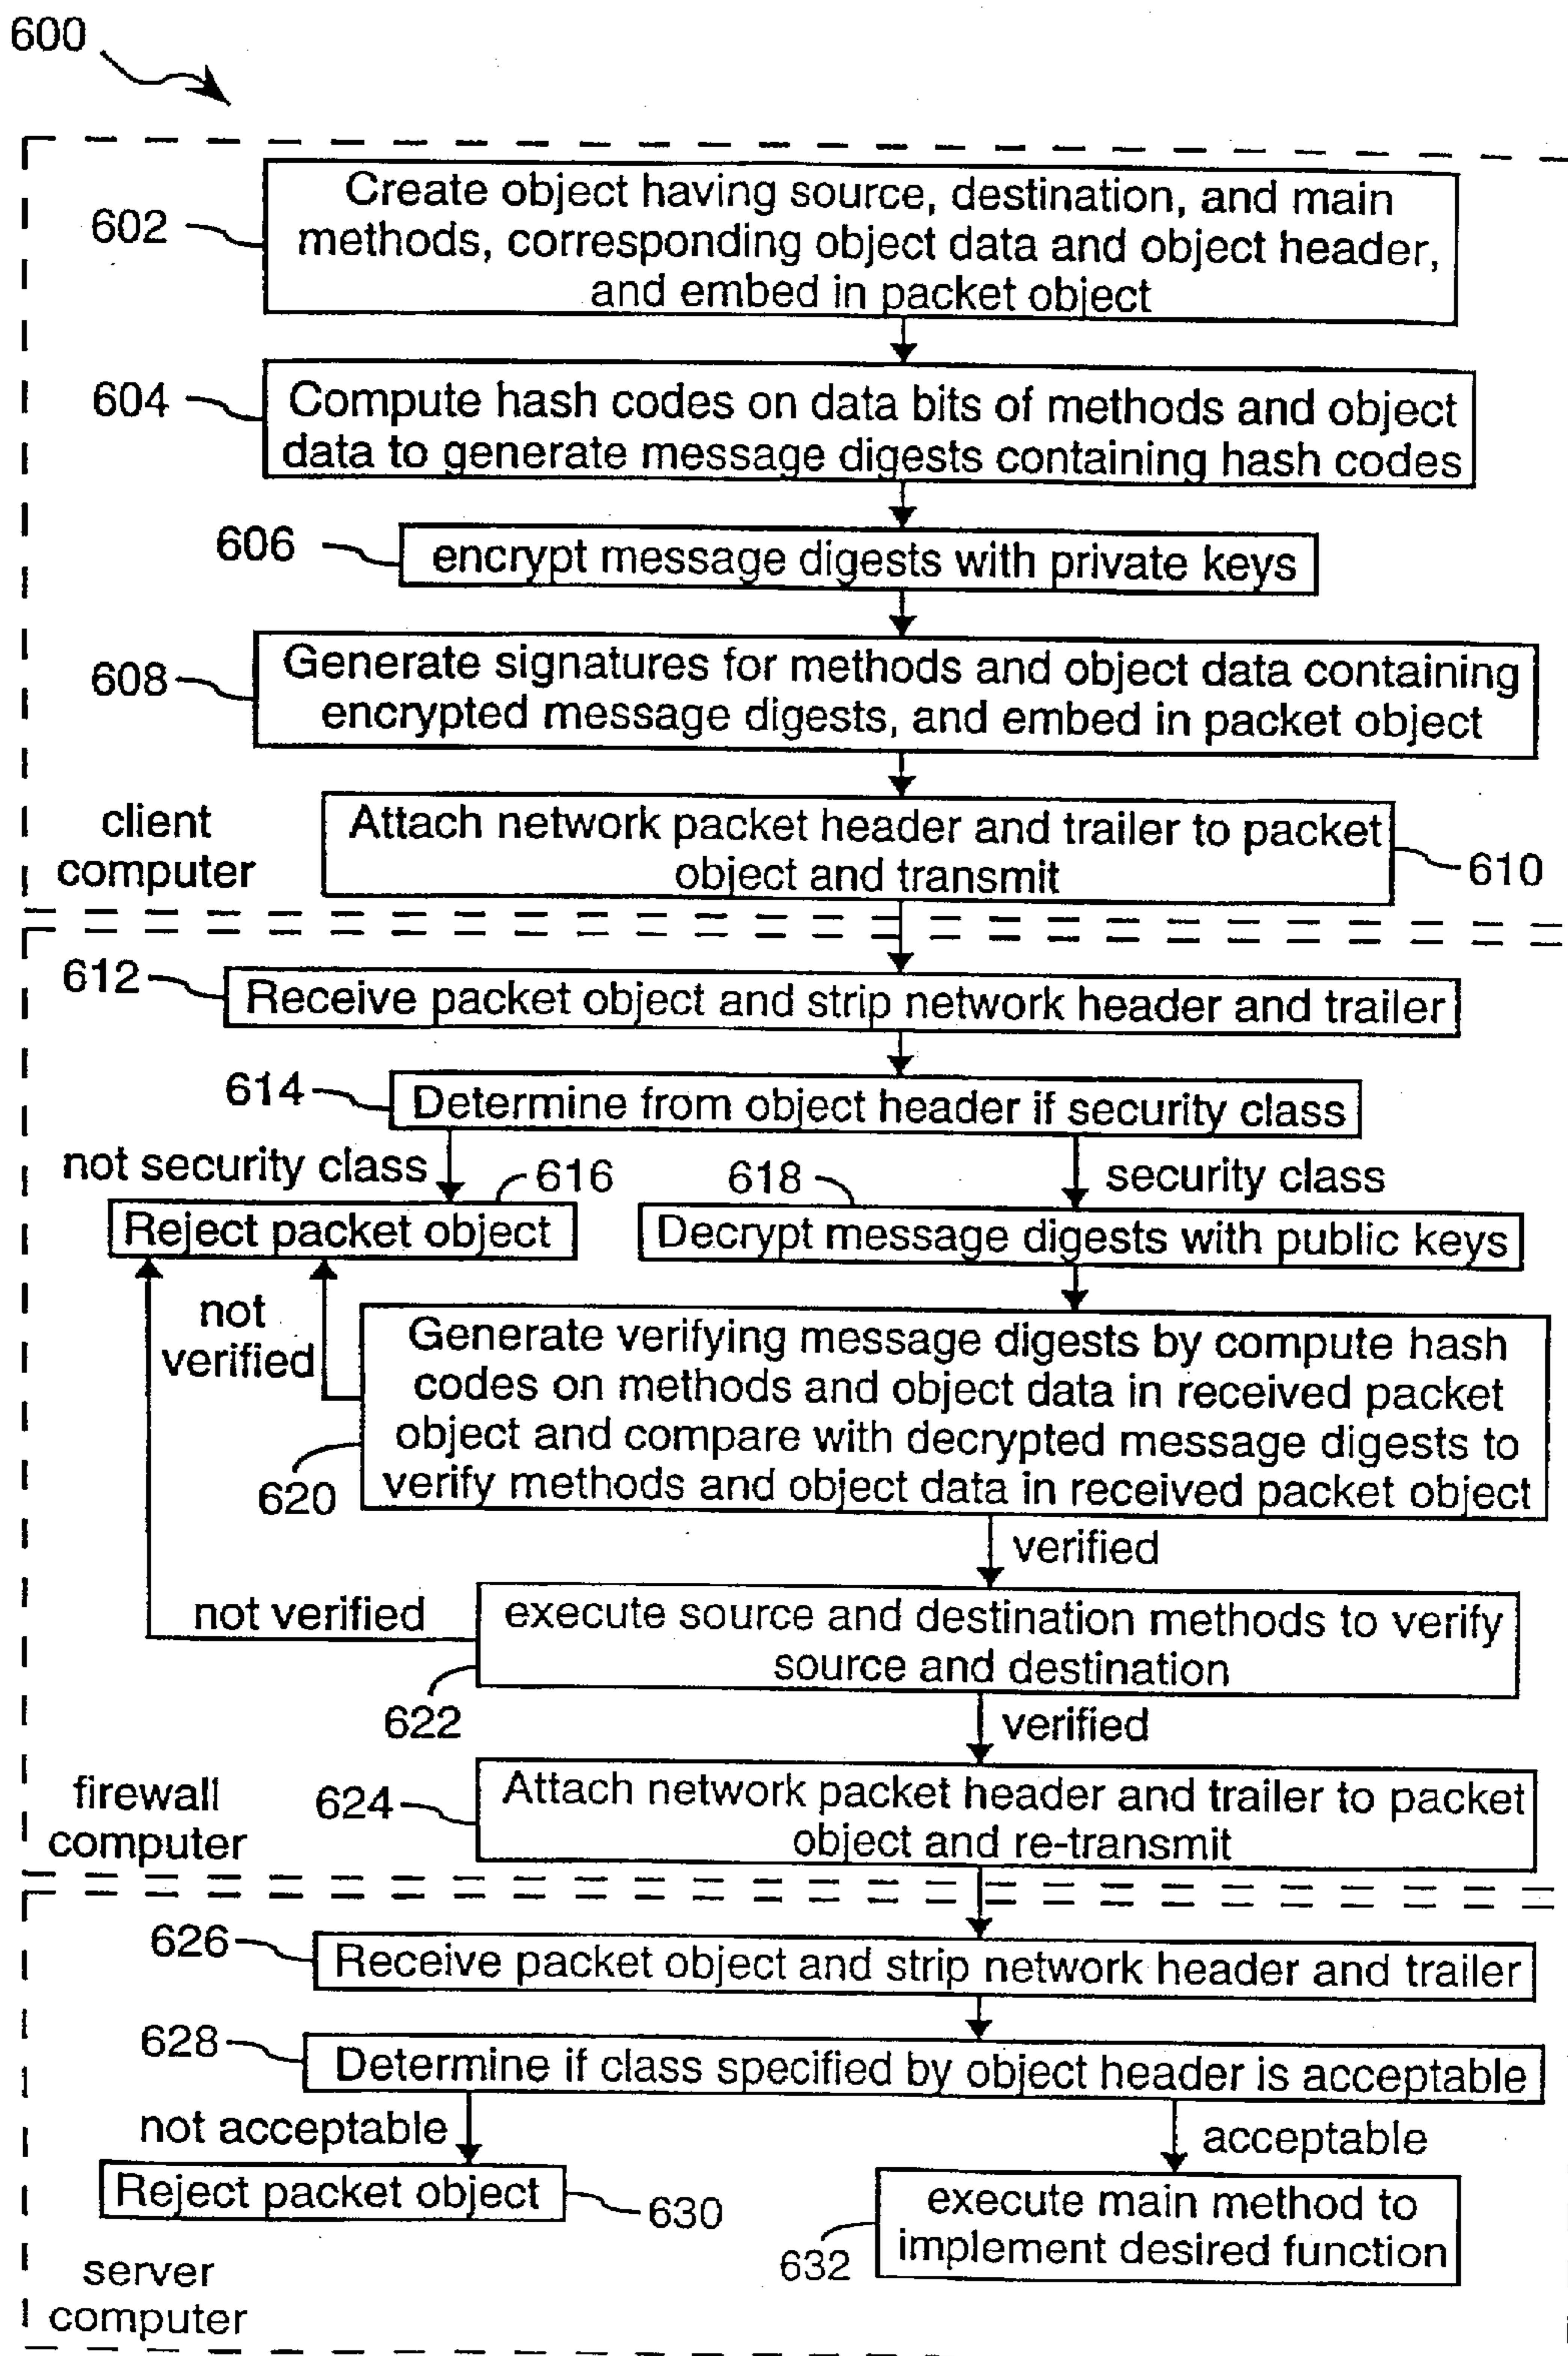 600
602
Create object having source, destination, and main
methods, corresponding object data and object header,
and embed in packet object
604
Compute hash codes on data bits of methods and object
data to generate message digests containing hash codes
606
encrypt message digests with private keys
608
Generate signatures for methods and object data containing
encrypted message digests, and embed in packet object
client
computer
Attach network packet header and trailer to packet
object and transmit
610
612
Receive packet object and strip network header and trailer
614
Determine from object header if security class
not security class
security class
616
Reject packet object
618
Decrypt message digests with public keys
not
verified
Generate verifying message digests by compute hash
codes on methods and object data in received packet
object and compare with decrypted message digests to
verify methods and object data in received packet object
620
verified
not verified
execute source and destination methods to verify
source and destination
622
verified
firewall
computer
624
Attach network packet header and trailer to packet
object and re-transmit
626
Receive packet object and strip network header and trailer
628
Determine if class specified by object header is acceptable
not acceptable
acceptable
Reject packet object
630
execute main method to
implement desired function
632
server
computer